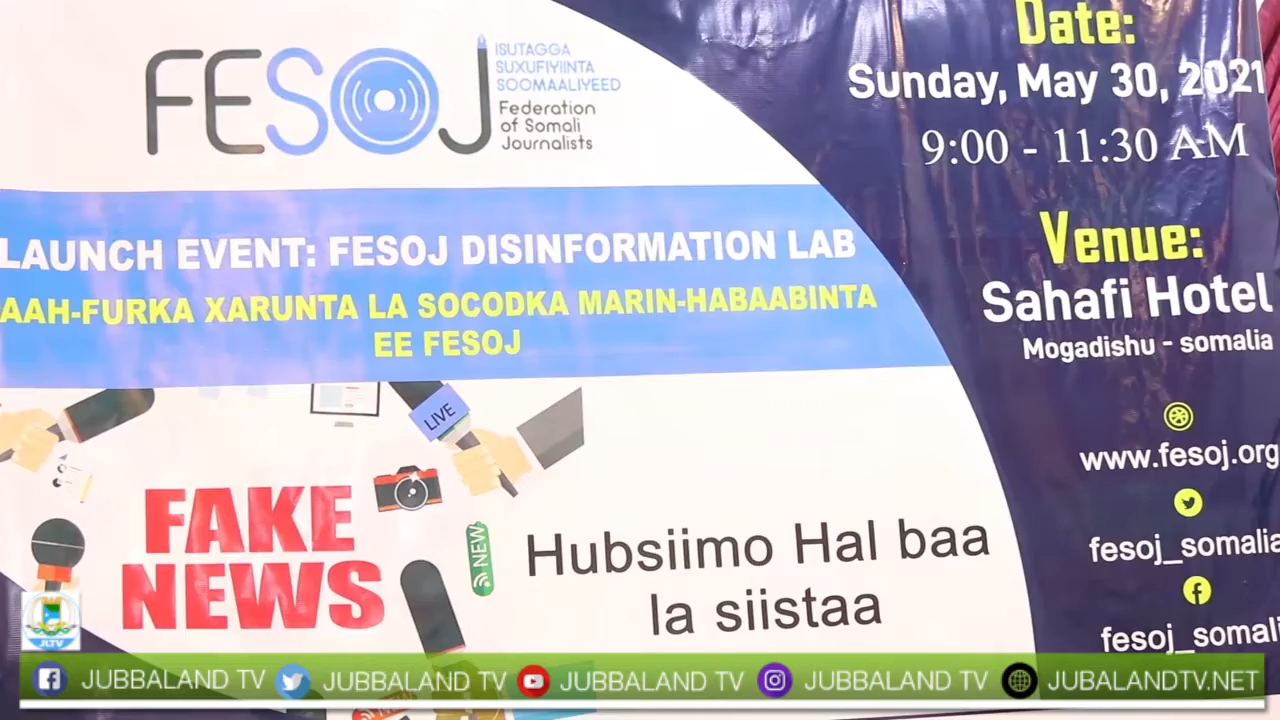 FESOJ
ISUTAGGA
SUXUFIYIINTA
SOOMAALIYEED
Federation
of Somali
Journalists
LAUNCH EVENT: FESOJ DISINFORMATION LAB
AAH-FURKA XARUNTA LA SOCODKA MARIN-HABAABINTA
EE FESOJ
LIVE
FAKE
NEWS
NEW
Hubsiimo Hal baa
la siistaa
Date:
Sunday, May 30, 2021
9:00 - 11:30 AM
Venue:
Sahafi Hotel
Mogadishu - somalia
www.fesoj.org
fesoj_somalia
fesoj_somali
JLTV
JUBBALAND TV JUBBALAND TV JUBBALAND TV JUBBALAND TV JUBALANDTV.NET